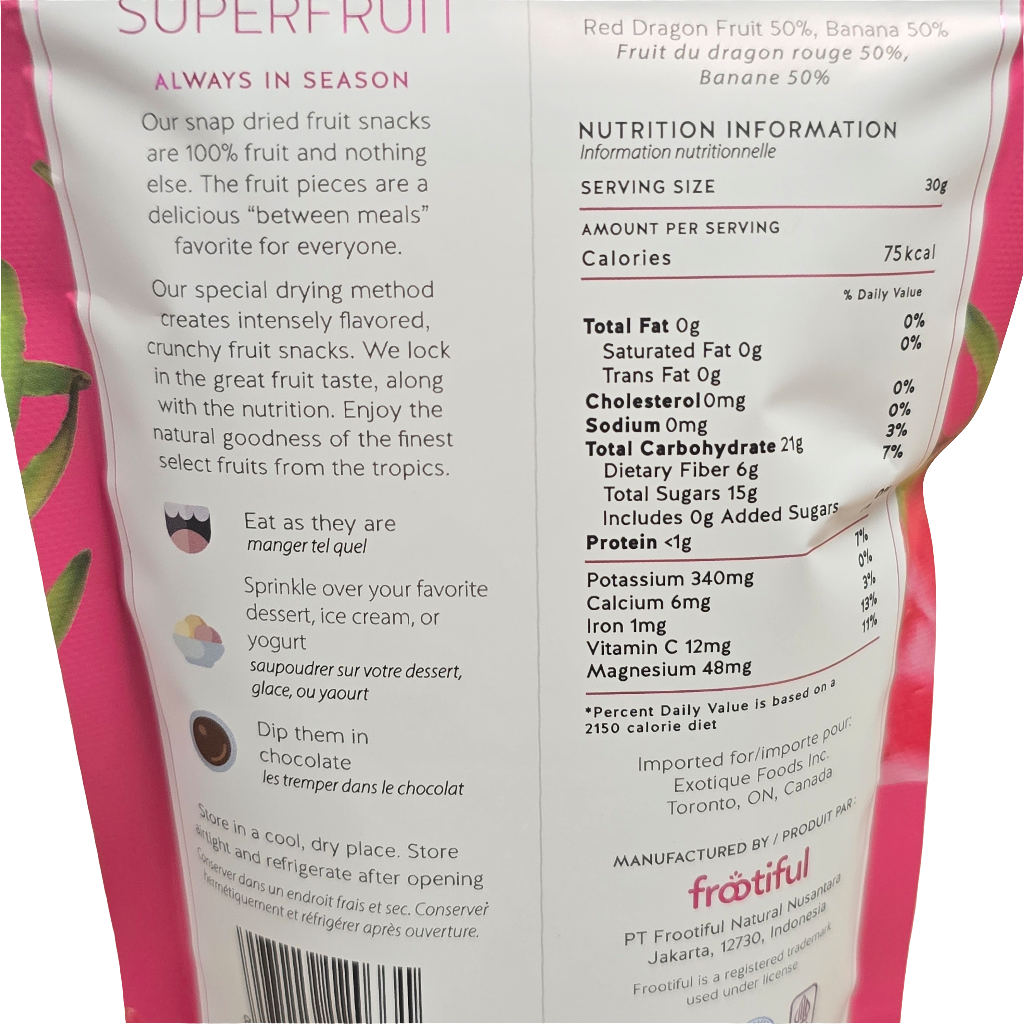 SUPERFRUIT
ALWAYS IN SEASON
Our snap dried fruit snacks
are 100% fruit and nothing
else. The fruit pieces are a
delicious “between meals”
favorite for everyone.
Our special drying method
creates intensely flavored,
crunchy fruit snacks. We lock
in the great fruit taste, along
with the nutrition. Enjoy the
natural goodness of the finest
select fruits from the tropics.
Eat as they are
manger tel quel
Sprinkle over your favorite
dessert, ice cream, or
yogurt
saupoudrer sur votre dessert,
glace, ou yaourt
Dip them in
chocolate
les tremper dans le chocolat
Store in a cool, dry place. Store
airtight and refrigerate after opening
Conserver dans un endroit frais et sec. Conserver
hermétiquement et réfrigérer après ouverture.
Red Dragon Fruit 50%, Banana 50%
Fruit du dragon rouge 50%,
Banane 50%
NUTRITION INFORMATION
Information nutritionnelle
SERVING SIZE 30g
AMOUNT PER SERVING
Calories 75kcal
% Daily Value
Total Fat 0g 0%
Saturated Fat 0g 0%
Trans Fat 0g
Cholesterol 0mg 0%
Sodium 0mg 0%
Total Carbohydrate 21g 3%
Dietary Fiber 6g 7%
Total Sugars 15g
Includes 0g Added Sugars
Protein <1g
Potassium 340mg 7%
Calcium 6mg 0%
Iron 1mg 3%
Vitamin C 12mg 13%
Magnesium 48mg 11%
*Percent Daily Value is based on a
2150 calorie diet
Imported for/importe pour:
Exotique Foods Inc.
Toronto, ON, Canada
MANUFACTURED BY / PRODUIT PAR:
frootiful
PT Frootiful Natural Nusantara
Jakarta, 12730, Indonesia
Frootiful is a registered trademark
used under license